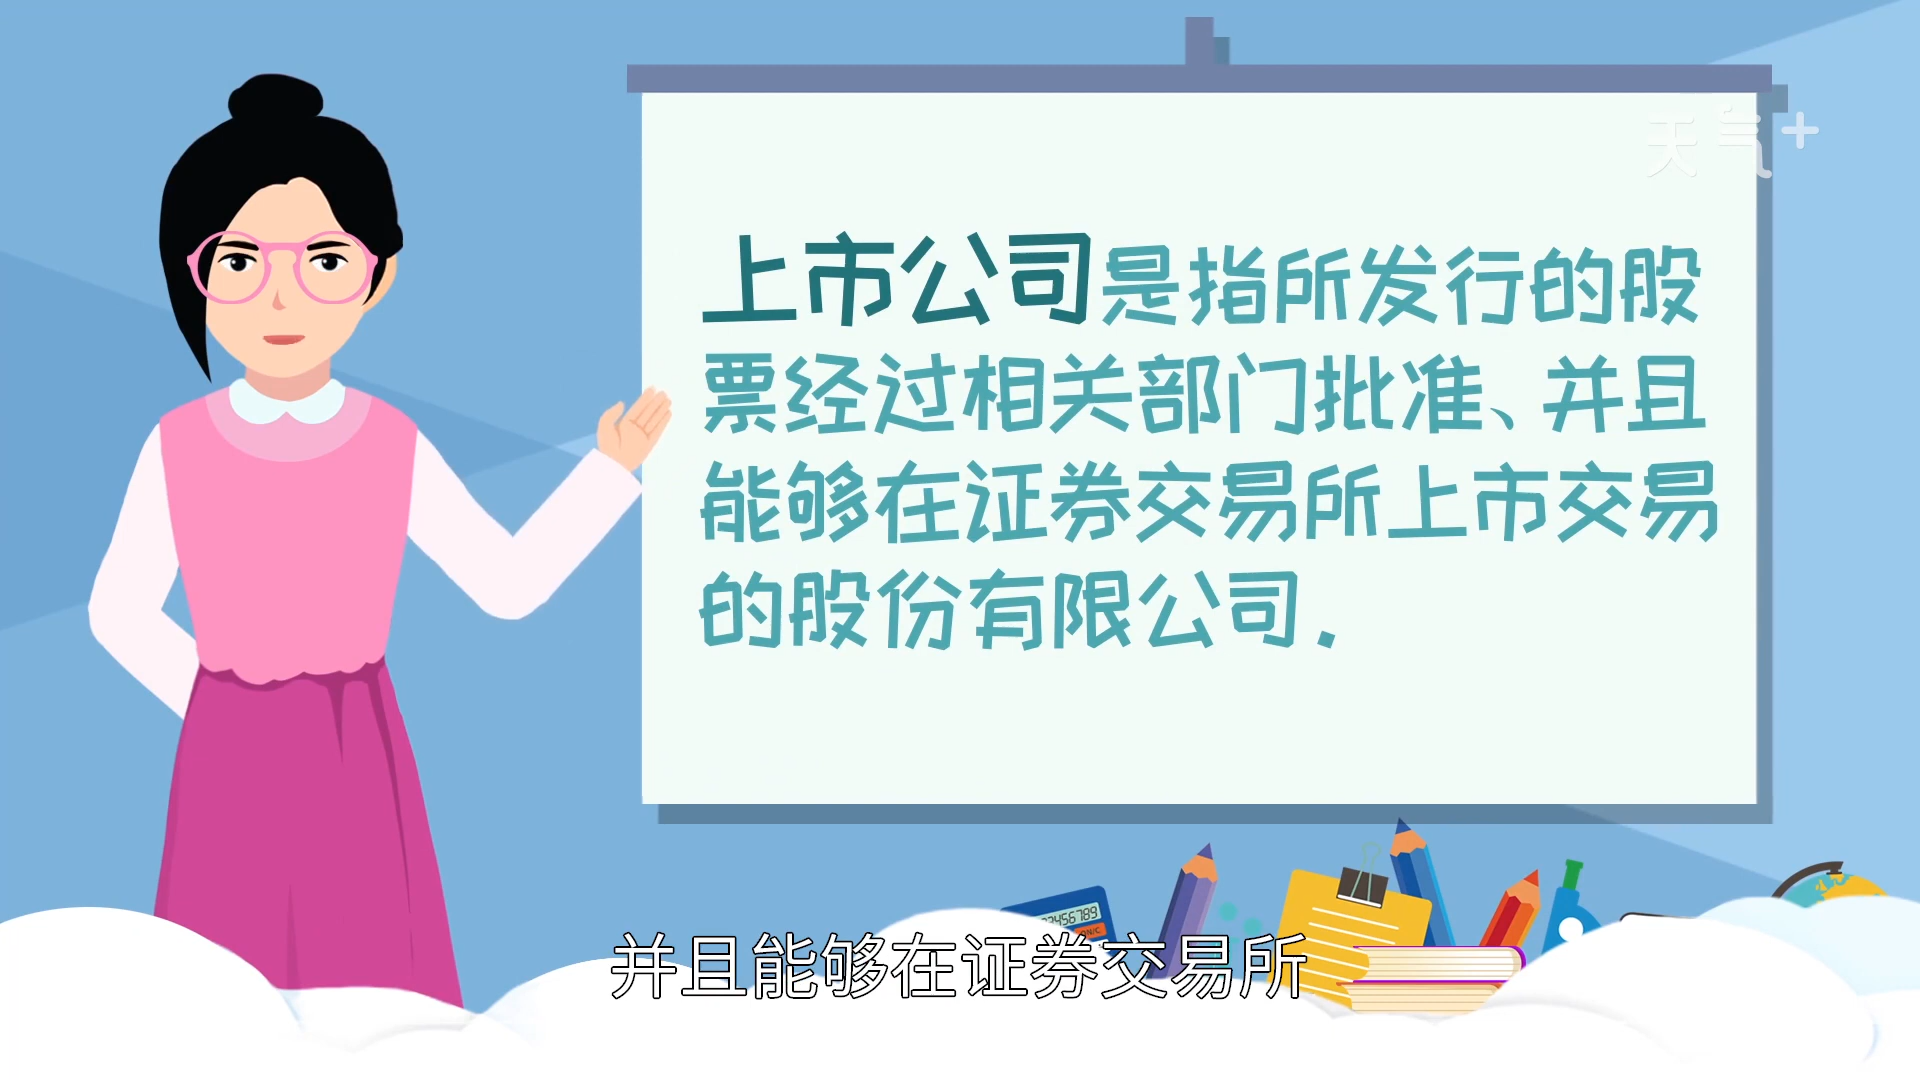 天气+
上市公司是指所发行的股
票经过相关部门批准、并且
能够在证券交易所上市交易
的股份有限公司.
23456789
ON/C
并且能够在证券交易所